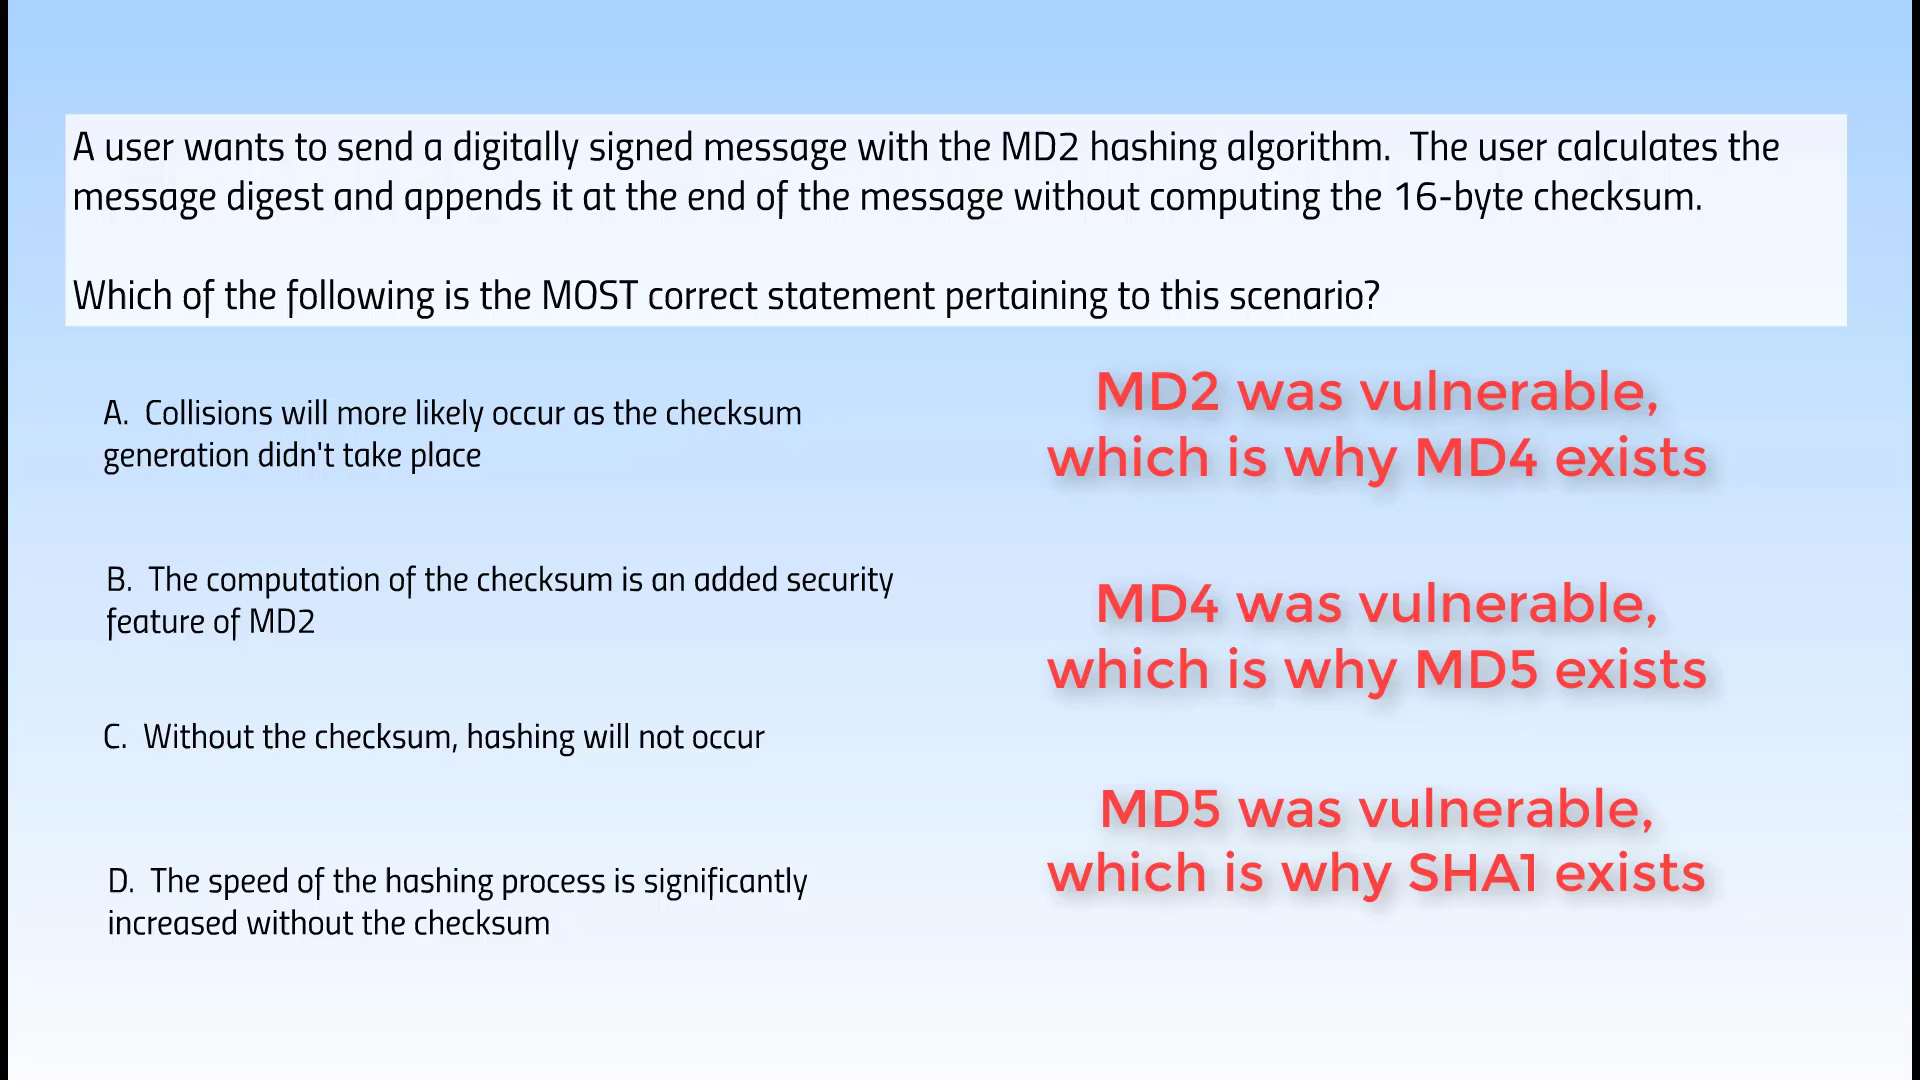 A user wants to send a digitally signed message with the MD2 hashing algorithm.  The user calculates the
message digest and appends it at the end of the message without computing the 16-byte checksum.
Which of the following is the MOST correct statement pertaining to this scenario?
A.  Collisions will more likely occur as the checksum
generation didn't take place
B.  The computation of the checksum is an added security
feature of MD2
C.  Without the checksum, hashing will not occur
D.  The speed of the hashing process is significantly
increased without the checksum
MD2 was vulnerable,
which is why MD4 exists
MD4 was vulnerable,
which is why MD5 exists
MD5 was vulnerable,
which is why SHA1 exists